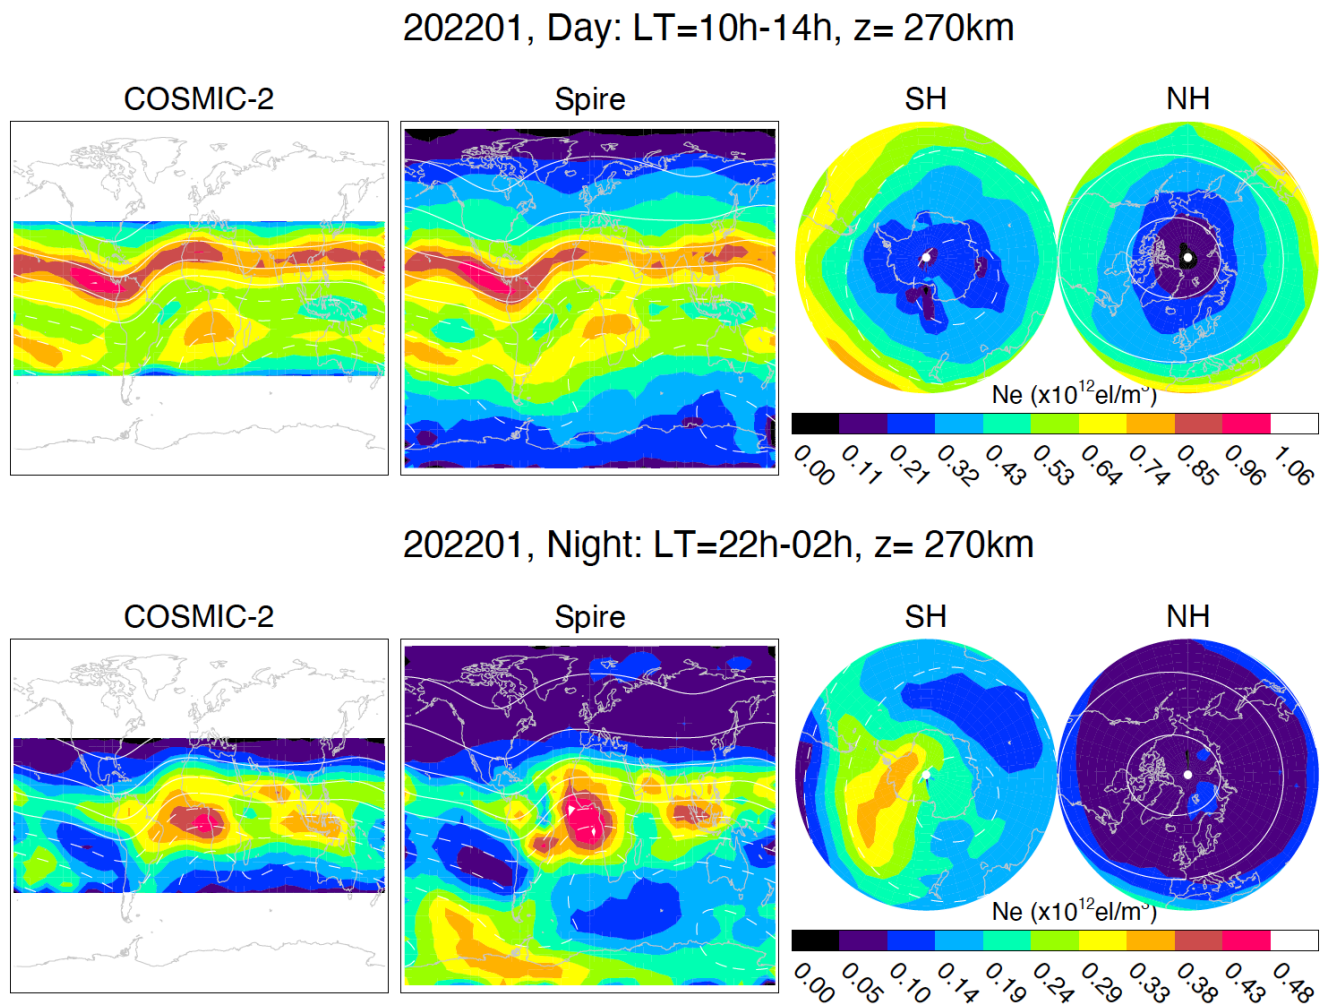 202201, Day: LT=10h-14h, z= 270km
COSMIC-2
Spire
SH
NH
Ne (x10¹²el/m³)
0.00 0.11 0.21 0.32 0.43 0.53 0.64 0.74 0.85 0.96 1.06
202201, Night: LT=22h-02h, z= 270km
COSMIC-2
Spire
SH
NH
Ne (x10¹²el/m³)
0.00 0.05 0.10 0.14 0.19 0.24 0.29 0.33 0.38 0.43 0.48